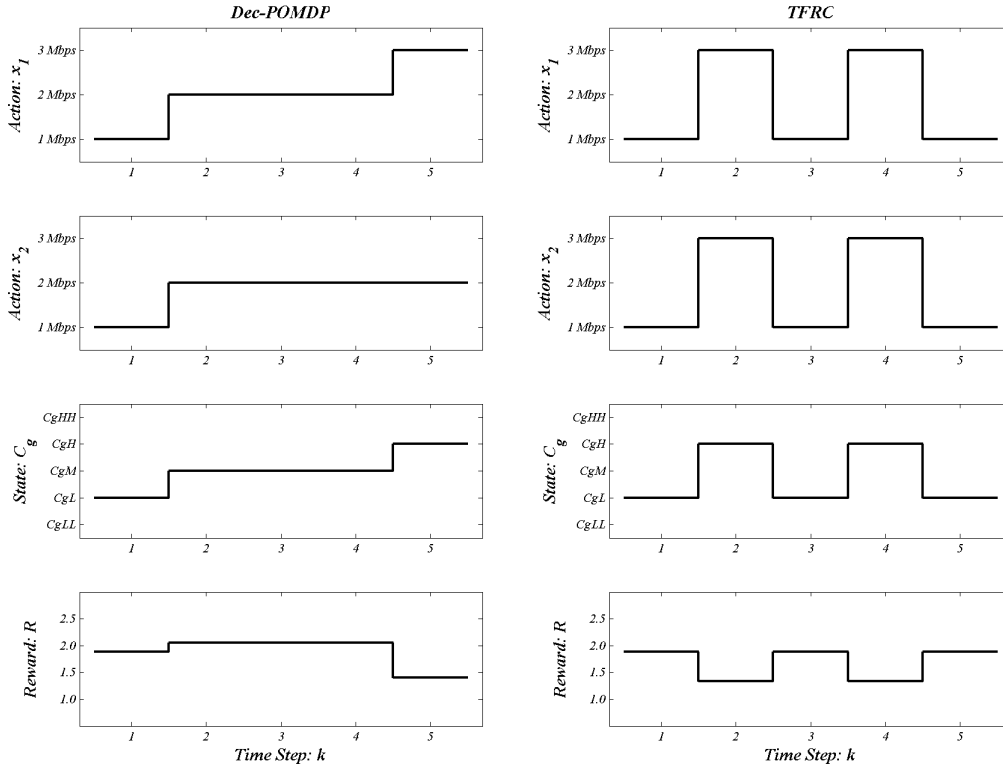 Dec-POMDP
Action: x1
3 Mbps
2 Mbps
1 Mbps
1 2 3 4 5
Action: x2
3 Mbps
2 Mbps
1 Mbps
1 2 3 4 5
State: Cg
CgHH
CgH
CgM
CgL
CgLL
1 2 3 4 5
Reward: R
2.5
2.0
1.5
1.0
1 2 3 4 5
Time Step: k
TFRC
Action: x1
3 Mbps
2 Mbps
1 Mbps
1 2 3 4 5
Action: x2
3 Mbps
2 Mbps
1 Mbps
1 2 3 4 5
State: Cg
CgHH
CgH
CgM
CgL
CgLL
1 2 3 4 5
Reward: R
2.5
2.0
1.5
1.0
1 2 3 4 5
Time Step: k